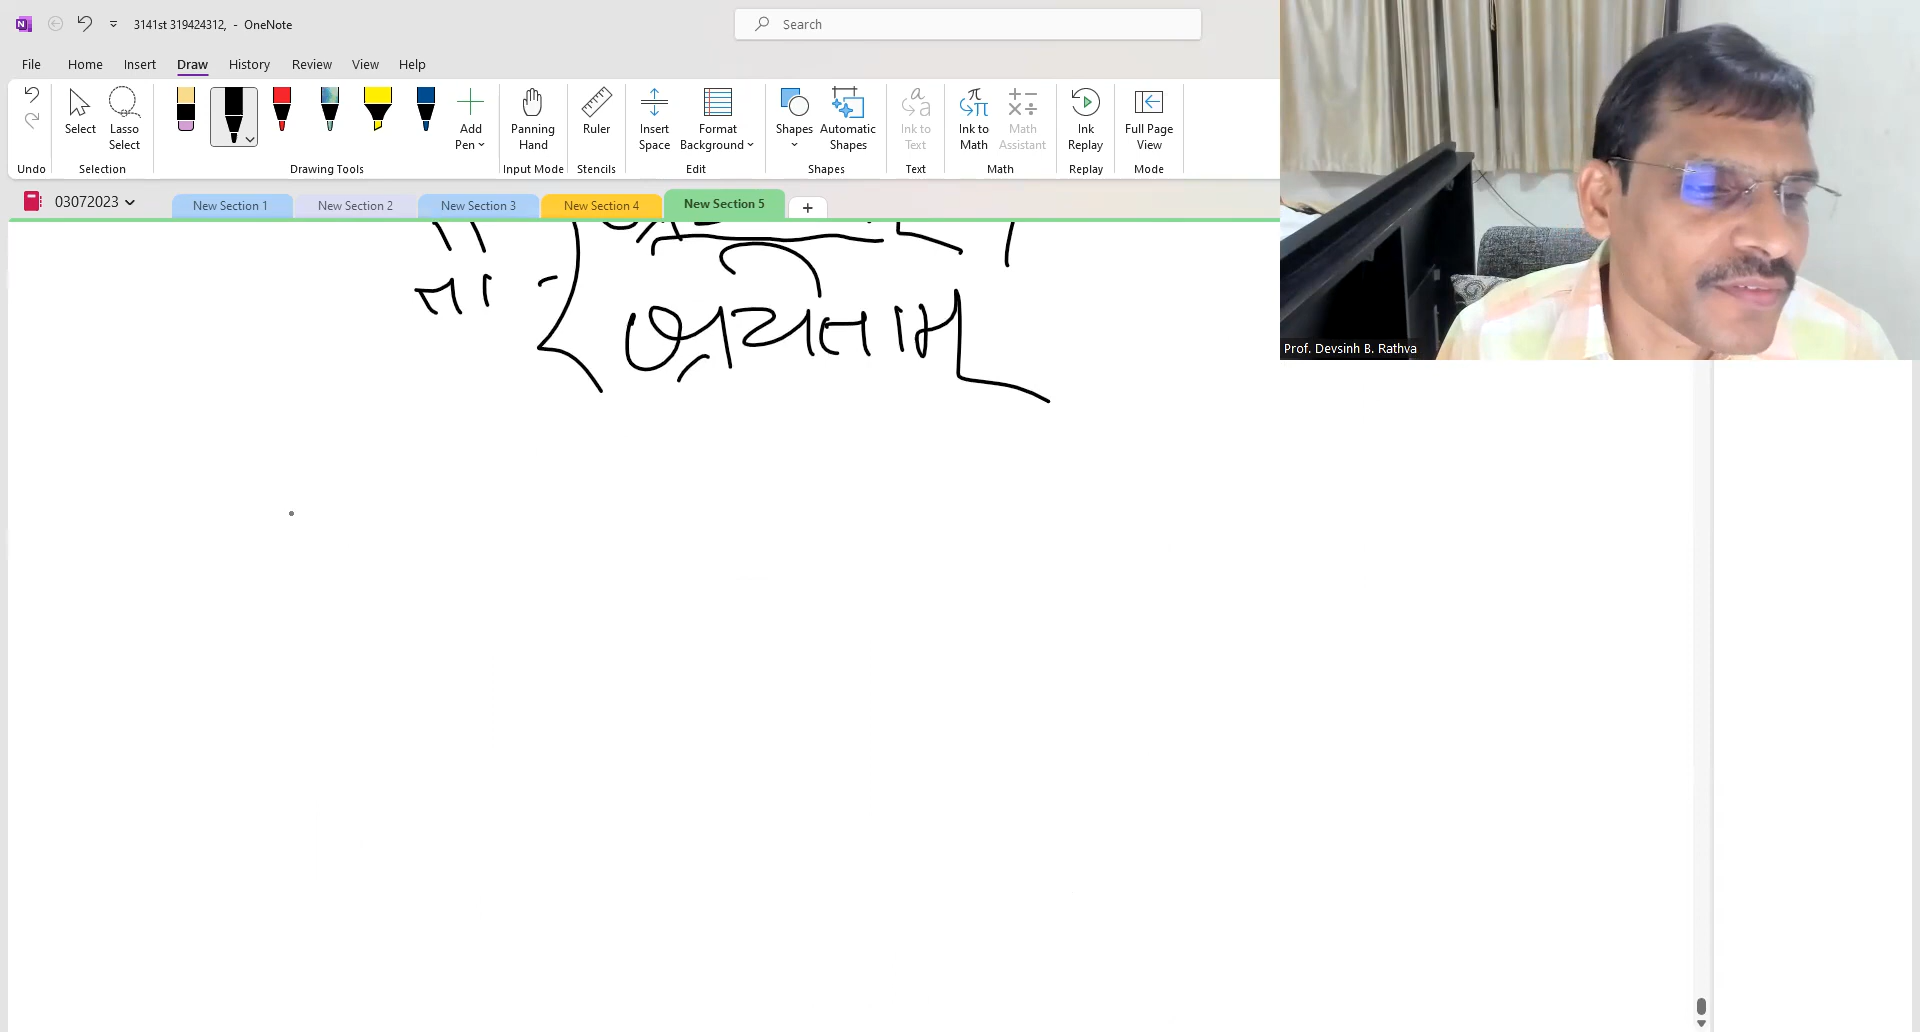 3141st 319424312, - OneNote
Search
File Home Insert Draw History Review View Help
Select
Lasso Select
Add Pen
Panning Hand
Ruler
Insert Space
Format Background
Shapes
Automatic Shapes
Ink to Text
Ink to Math
Math Assistant
Ink Replay
Full Page View
Undo Selection Drawing Tools Input Mode Stencils Edit Shapes Text Math Replay Mode
03072023 New Section 1 New Section 2 New Section 3 New Section 4 New Section 5 +
Prof. Devsinh B. Rathva